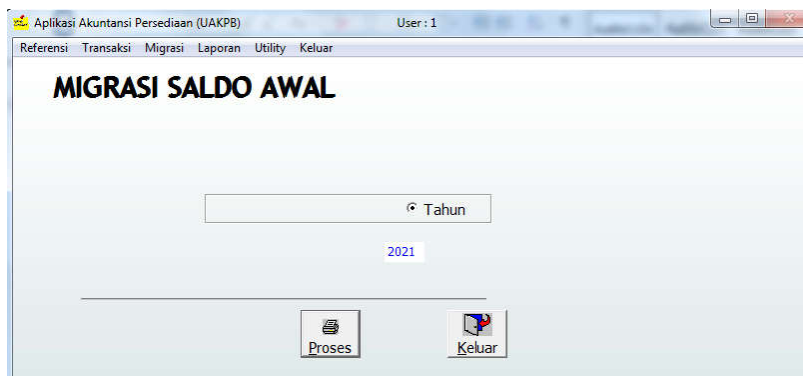 Aplikasi Akuntansi Persediaan (UAKPB) User : 1
Referensi Transaksi Migrasi Laporan Utility Keluar
MIGRASI SALDO AWAL
Tahun
2021
Proses Keluar